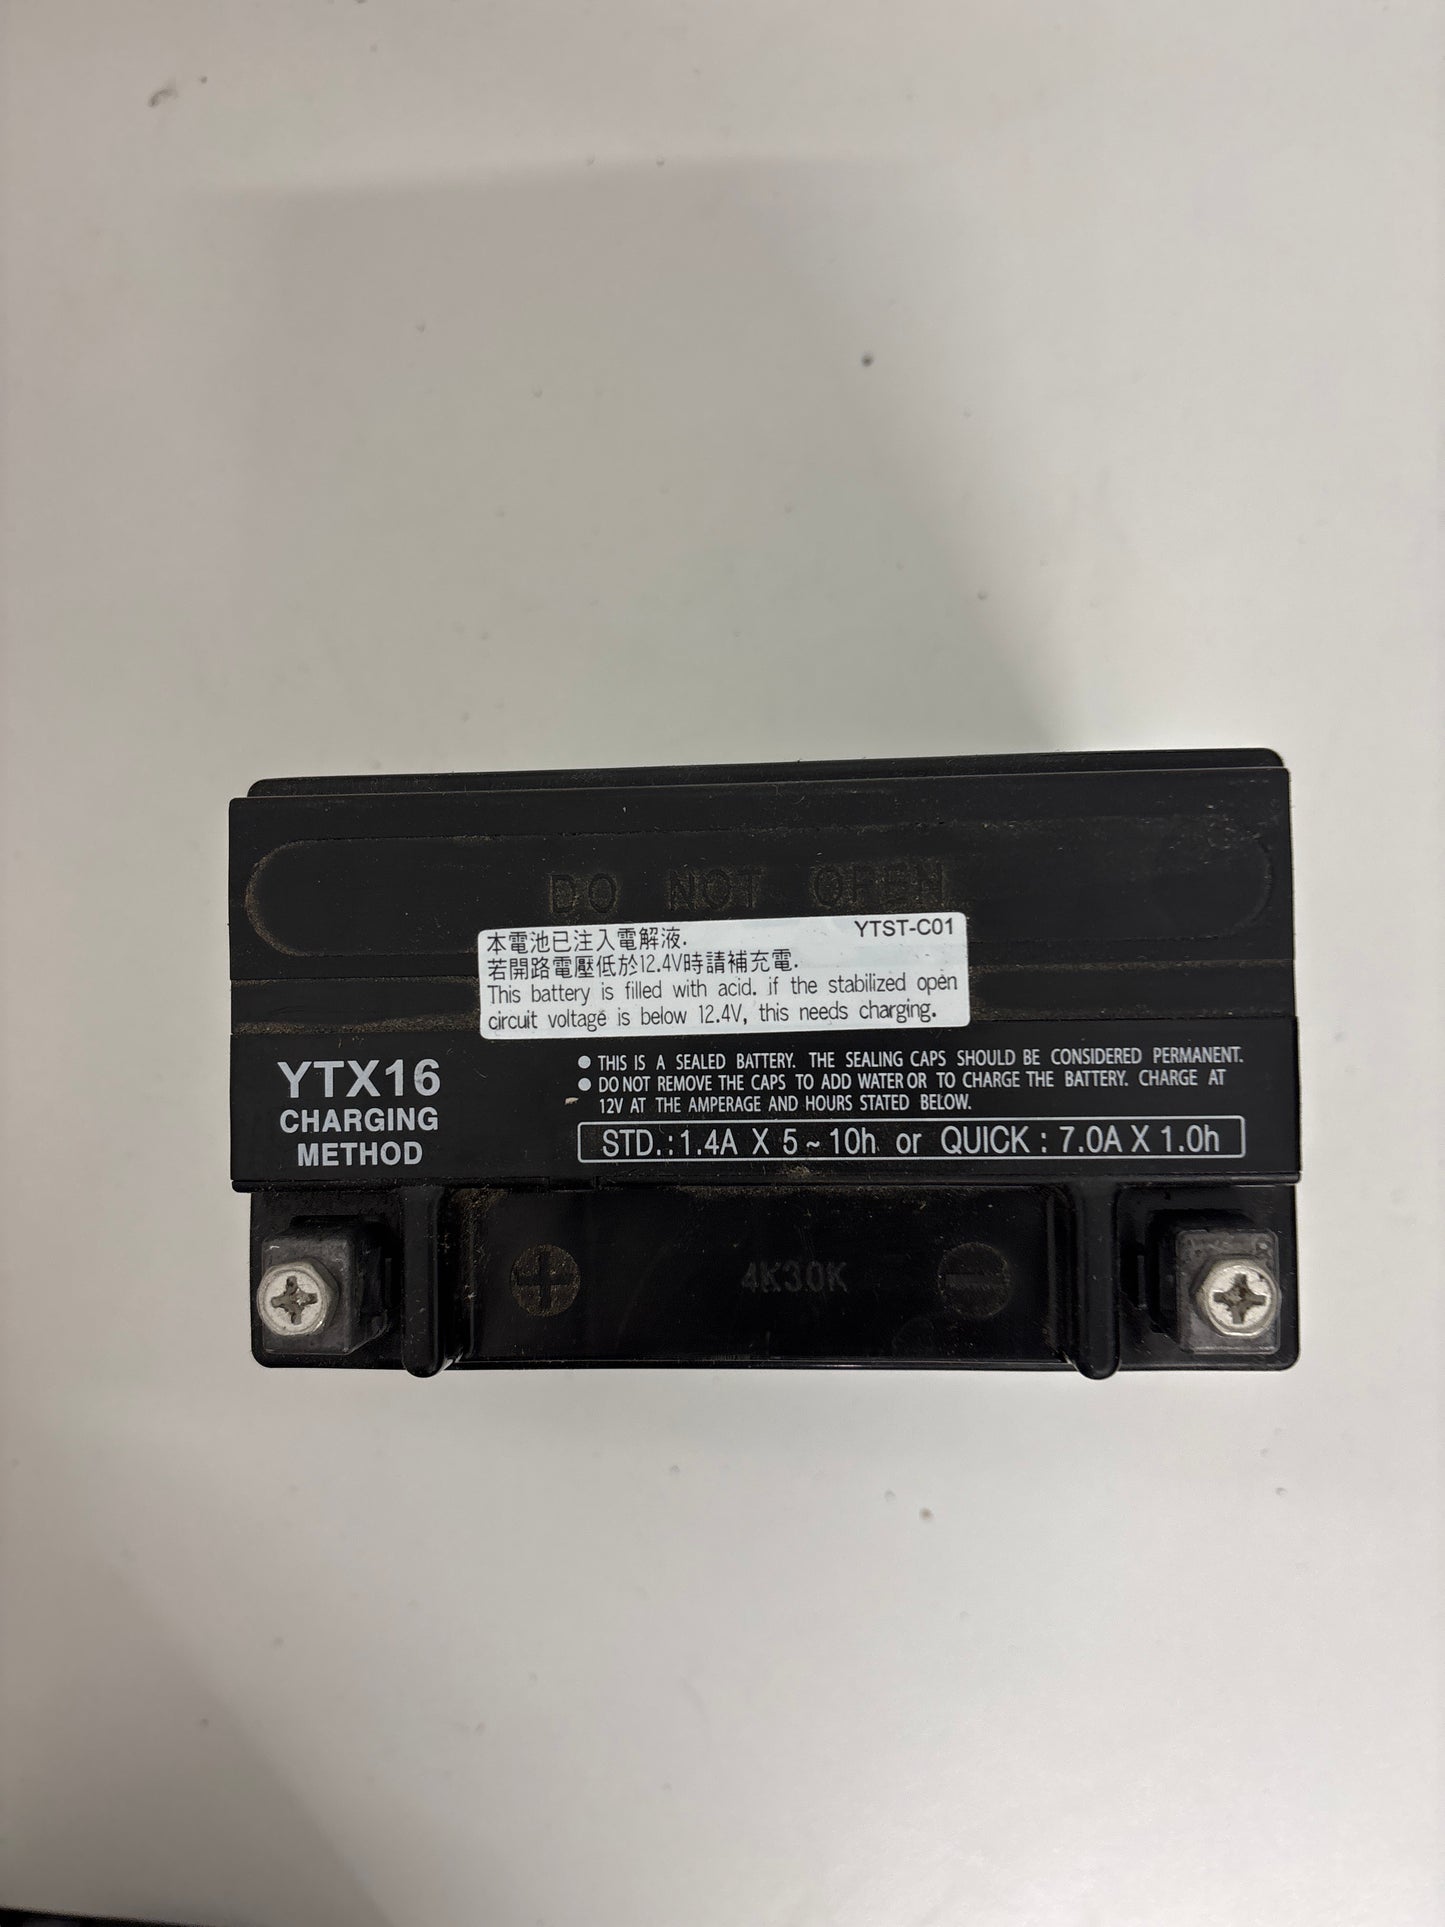 DO NOT OPEN
YTST-C01
本電池已注入電解液.
若開路電壓低於12.4V時請補充電.
This battery is filled with acid. if the stabilized open
circuit voltage is below 12.4V, this needs charging.
YTX16
CHARGING
METHOD
● THIS IS A SEALED BATTERY. THE SEALING CAPS SHOULD BE CONSIDERED PERMANENT.
● DO NOT REMOVE THE CAPS TO ADD WATER OR TO CHARGE THE BATTERY. CHARGE AT
12V AT THE AMPERAGE AND HOURS STATED BELOW.
STD.:1.4A X 5~10h or QUICK : 7.0A X 1.0h
+ 4K30K −